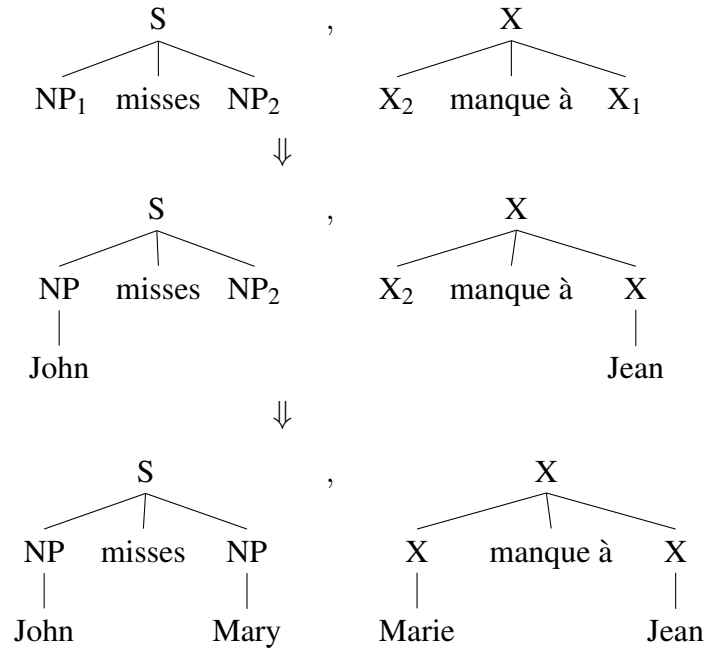 S , X
NP₁ misses NP₂ X₂ manque à X₁
⇓
S , X
NP misses NP₂ X₂ manque à X
John Jean
⇓
S , X
NP misses NP X manque à X
John Mary Marie Jean